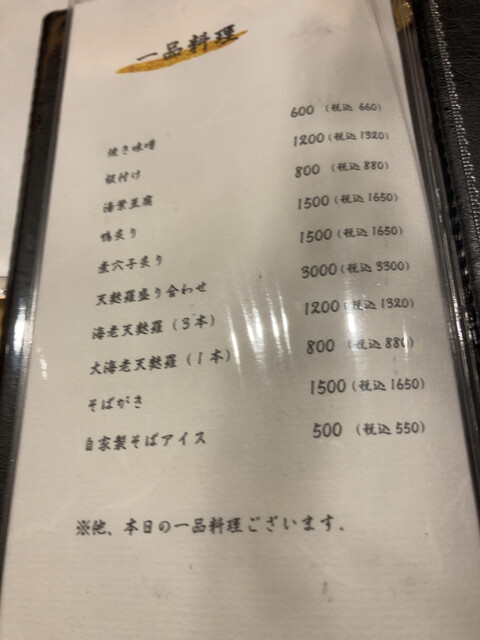 一品料理
焼き味噌 600 (税込 660)
板付け 1200 (税込 1320)
湯葉豆腐 800 (税込 880)
鴨炙り 1500 (税込 1650)
煮穴子炙り 1500 (税込 1650)
天麩羅盛り合わせ 3000 (税込 3300)
海老天麩羅(3本) 1200 (税込 1320)
大海老天麩羅(1本) 800 (税込 880)
そばがき 1500 (税込 1650)
自家製そばアイス 500 (税込 550)
※他、本日の一品料理ございます。